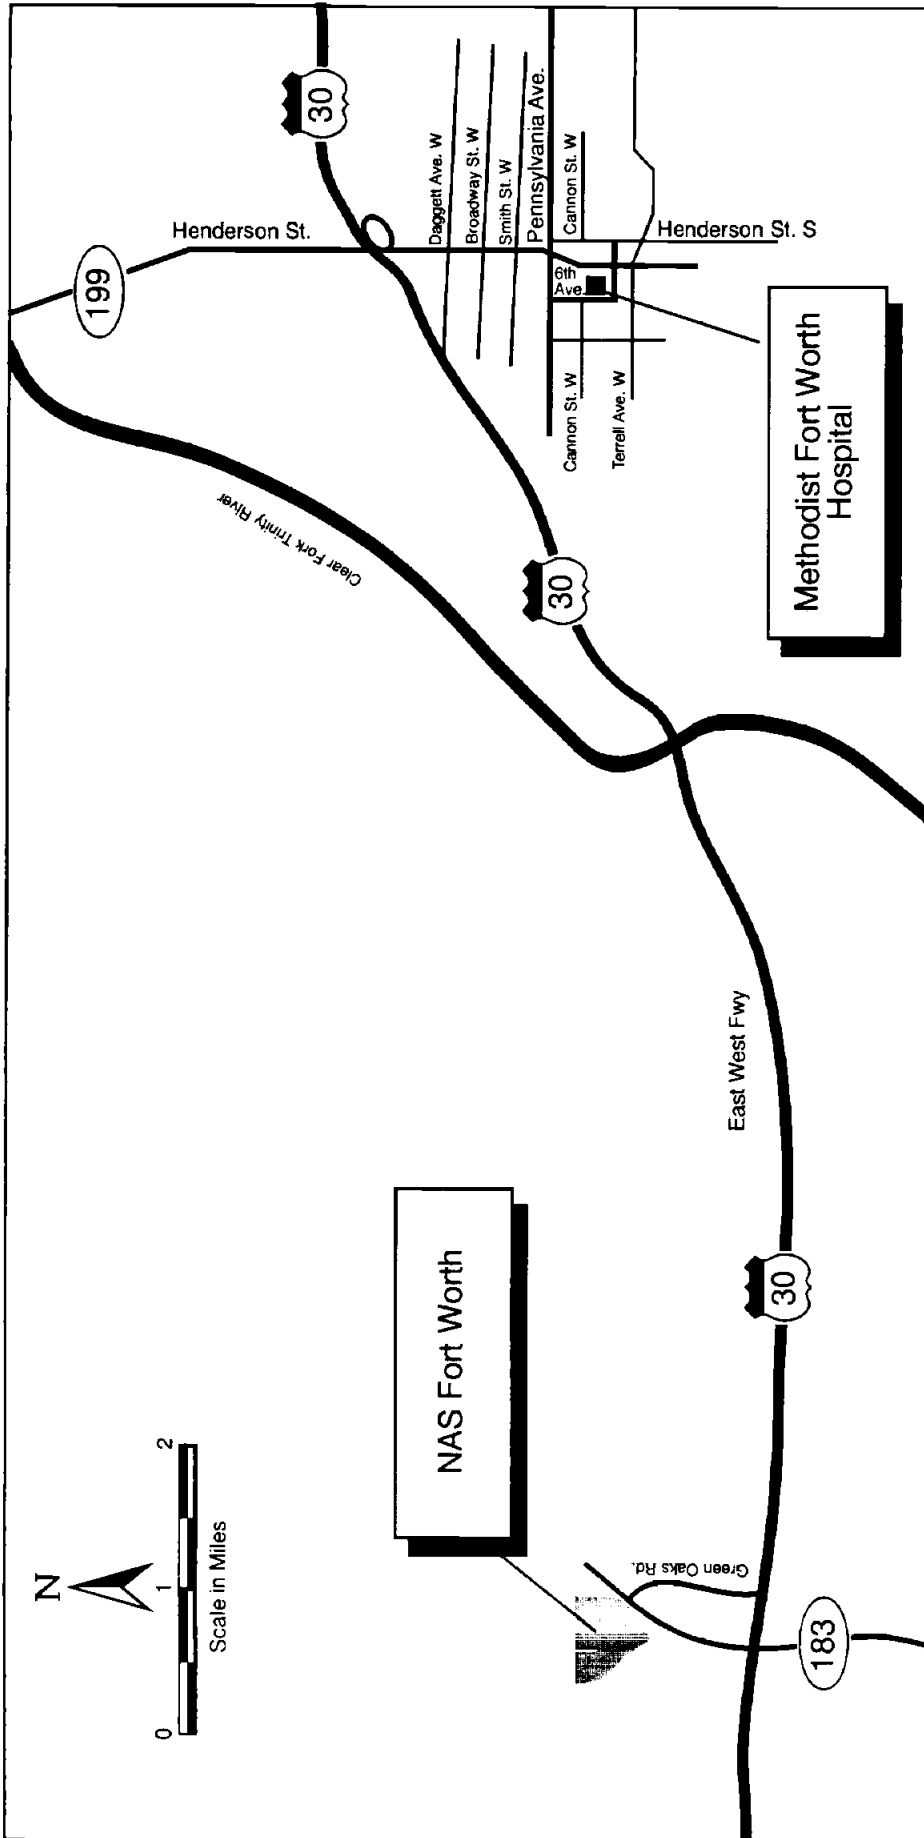 N
0 1 2
Scale in Miles
NAS Fort Worth
Green Oaks Rd.
183
30
East West Fwy
Clear Fork Trinity River
30
199
Henderson St.
30
Daggett Ave. W
Broadway St. W
Smith St. W
Pennsylvania Ave.
Cannon St. W
6th
Ave.
Henderson St. S
Cannon St. W
Terrell Ave. W
Methodist Fort Worth
Hospital